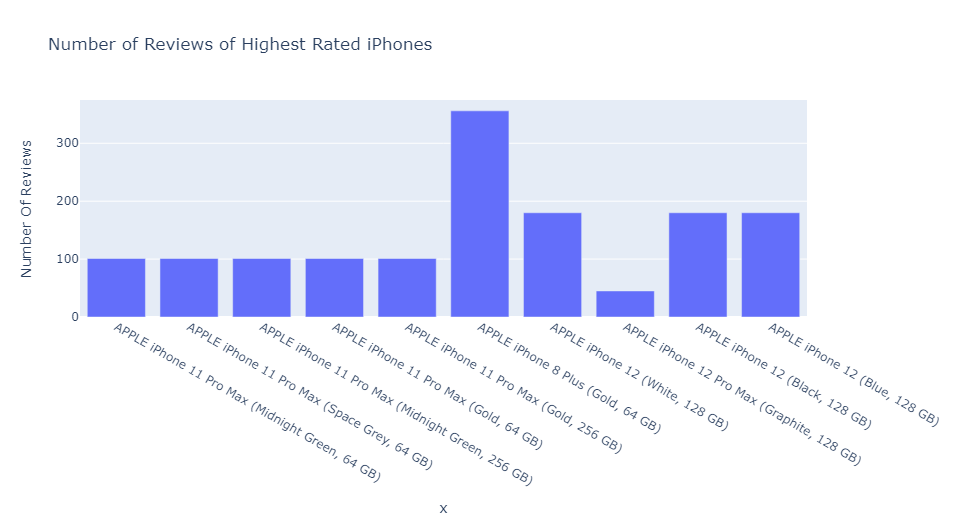 Number of Reviews of Highest Rated iPhones
Number Of Reviews
300
200
100
0
APPLE iPhone 11 Pro Max (Midnight Green, 64 GB)
APPLE iPhone 11 Pro Max (Space Grey, 64 GB)
APPLE iPhone 11 Pro Max (Midnight Green, 256 GB)
APPLE iPhone 11 Pro Max (Gold, 64 GB)
APPLE iPhone 11 Pro Max (Gold, 256 GB)
APPLE iPhone 8 Plus (Gold, 64 GB)
APPLE iPhone 12 (White, 128 GB)
APPLE iPhone 12 Pro Max (Graphite, 128 GB)
APPLE iPhone 12 (Black, 128 GB)
APPLE iPhone 12 (Blue, 128 GB)
x